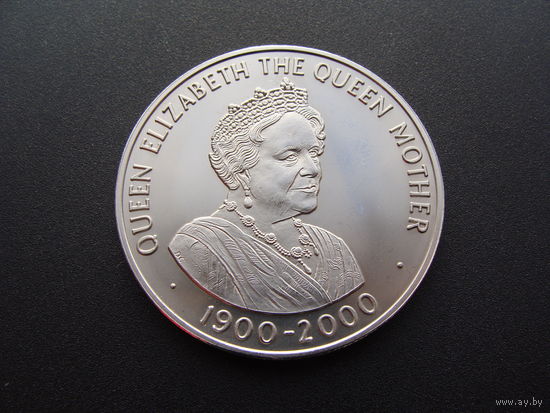 QUEEN ELIZABETH THE QUEEN MOTHER
· 1900-2000 ·
www.ay.by